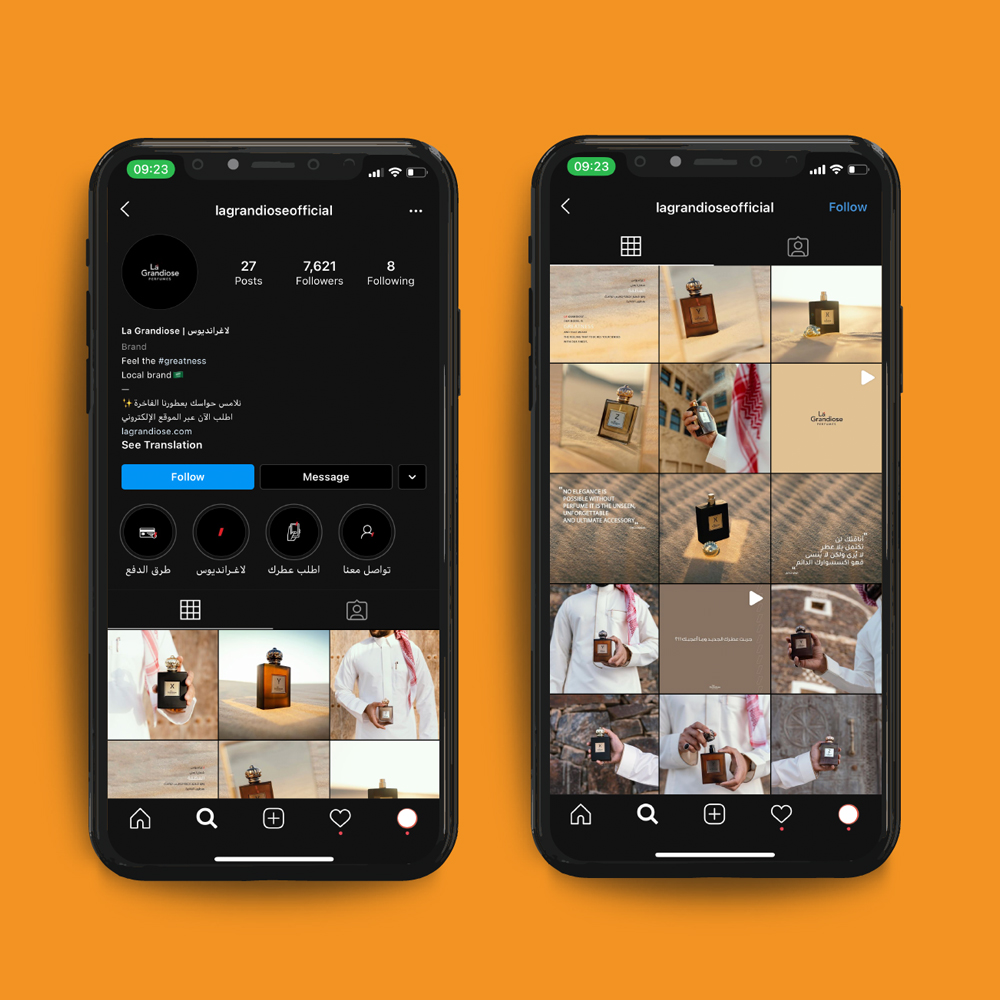 09:23
lagrandioseofficial
La
Grandiose
PERFUMES
27
Posts
7,621
Followers
8
Following
La Grandiose | لاغرانديوس
Brand
Feel the #greatness
Local brand 🇸🇦
—
نلامس حواسك بعطورنا الفاخرة ✨
اطلب الآن عبر الموقع الإلكتروني
lagrandiose.com
See Translation
Follow
Message
طرق الدفع
لاغرانديوس
اطلب عطرك
تواصل معنا
X
Y
09:23
lagrandioseofficial
Follow
Y
Z
La
Grandiose
PERFUMES
"NO ELEGANCE IS
POSSIBLE WITHOUT
PERFUME IT IS THE UNSEEN,
UNFORGETTABLE
AND ULTIMATE ACCESSORY"
"أناقتك لن
تكتمل بلا عطر
لا يُرى ولكن لا يُنسى
فهو اكسسوارك الدائم"